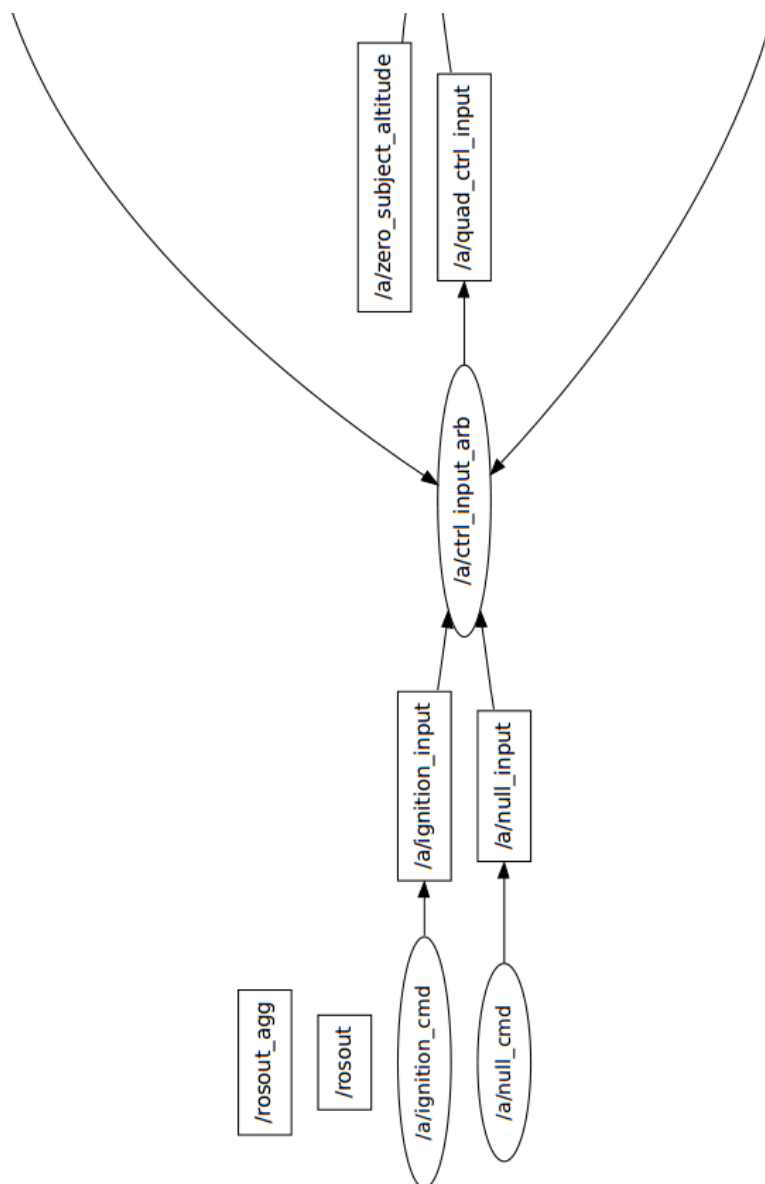 /a/zero_subject_altitude
/a/quad_ctrl_input
/a/ctrl_input_arb
/a/ignition_input
/a/null_input
/rosout_agg
/rosout
/a/ignition_cmd
/a/null_cmd